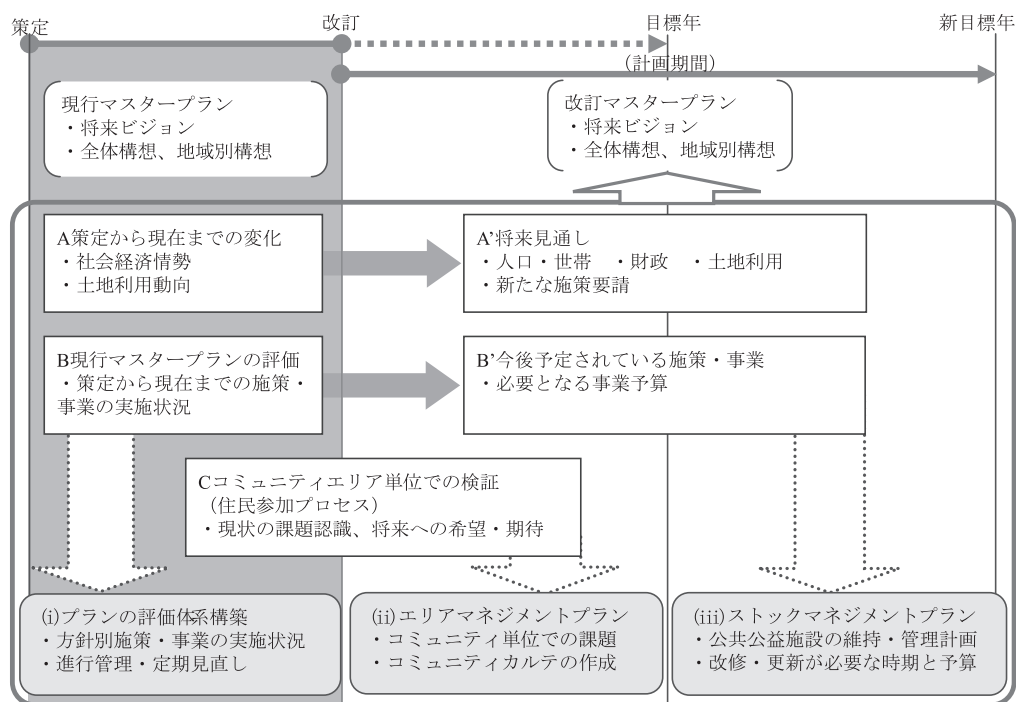 策定
改訂
目標年
新目標年
（計画期間）
現行マスタープラン
・将来ビジョン
・全体構想、地域別構想
改訂マスタープラン
・将来ビジョン
・全体構想、地域別構想
A策定から現在までの変化
・社会経済情勢
・土地利用動向
A’将来見通し
・人口・世帯　・財政　・土地利用
・新たな施策要請
B現行マスタープランの評価
・策定から現在までの施策・
事業の実施状況
B’今後予定されている施策・事業
・必要となる事業予算
Cコミュニティエリア単位での検証
（住民参加プロセス）
・現状の課題認識、将来への希望・期待
(i)プランの評価体系構築
・方針別施策・事業の実施状況
・進行管理・定期見直し
(ii)エリアマネジメントプラン
・コミュニティ単位での課題
・コミュニティカルテの作成
(iii)ストックマネジメントプラン
・公共公益施設の維持・管理計画
・改修・更新が必要な時期と予算